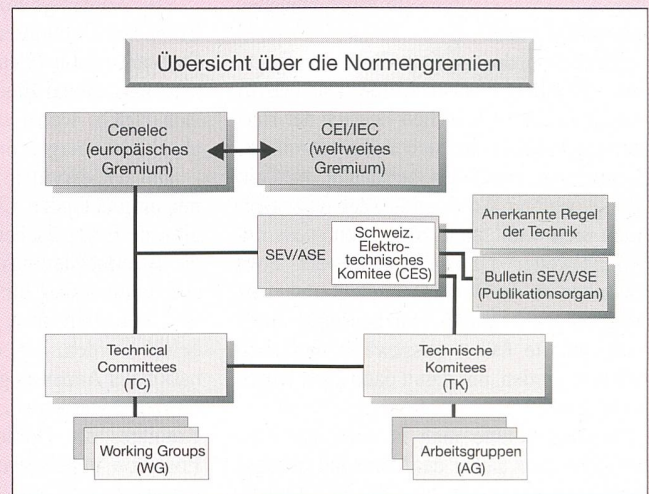 Übersicht über die Normengremien
Cenelec
(europäisches
Gremium)
CEI/IEC
(weltweites
Gremium)
SEV/ASE
Schweiz.
Elektro-
technisches
Komitee (CES)
Anerkannte Regel
der Technik
Bulletin SEV/VSE
(Publikationsorgan)
Technical
Committees
(TC)
Technische
Komitees
(TK)
Working Groups
(WG)
Arbeitsgruppen
(AG)